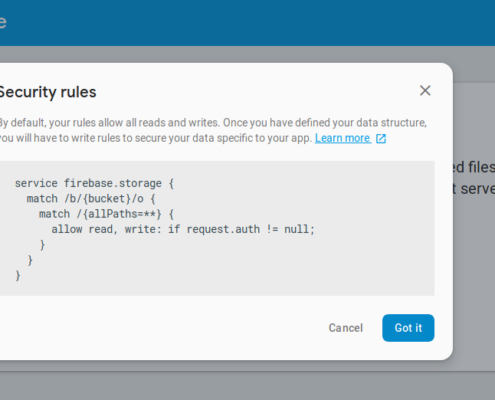 e
Security rules
By default, your rules allow all reads and writes. Once you have defined your data structure,
you will have to write rules to secure your data specific to your app. Learn more
ed files
t serve
service firebase.storage {
  match /b/{bucket}/o {
    match /{allPaths=**} {
      allow read, write: if request.auth != null;
    }
  }
}
Cancel
Got it